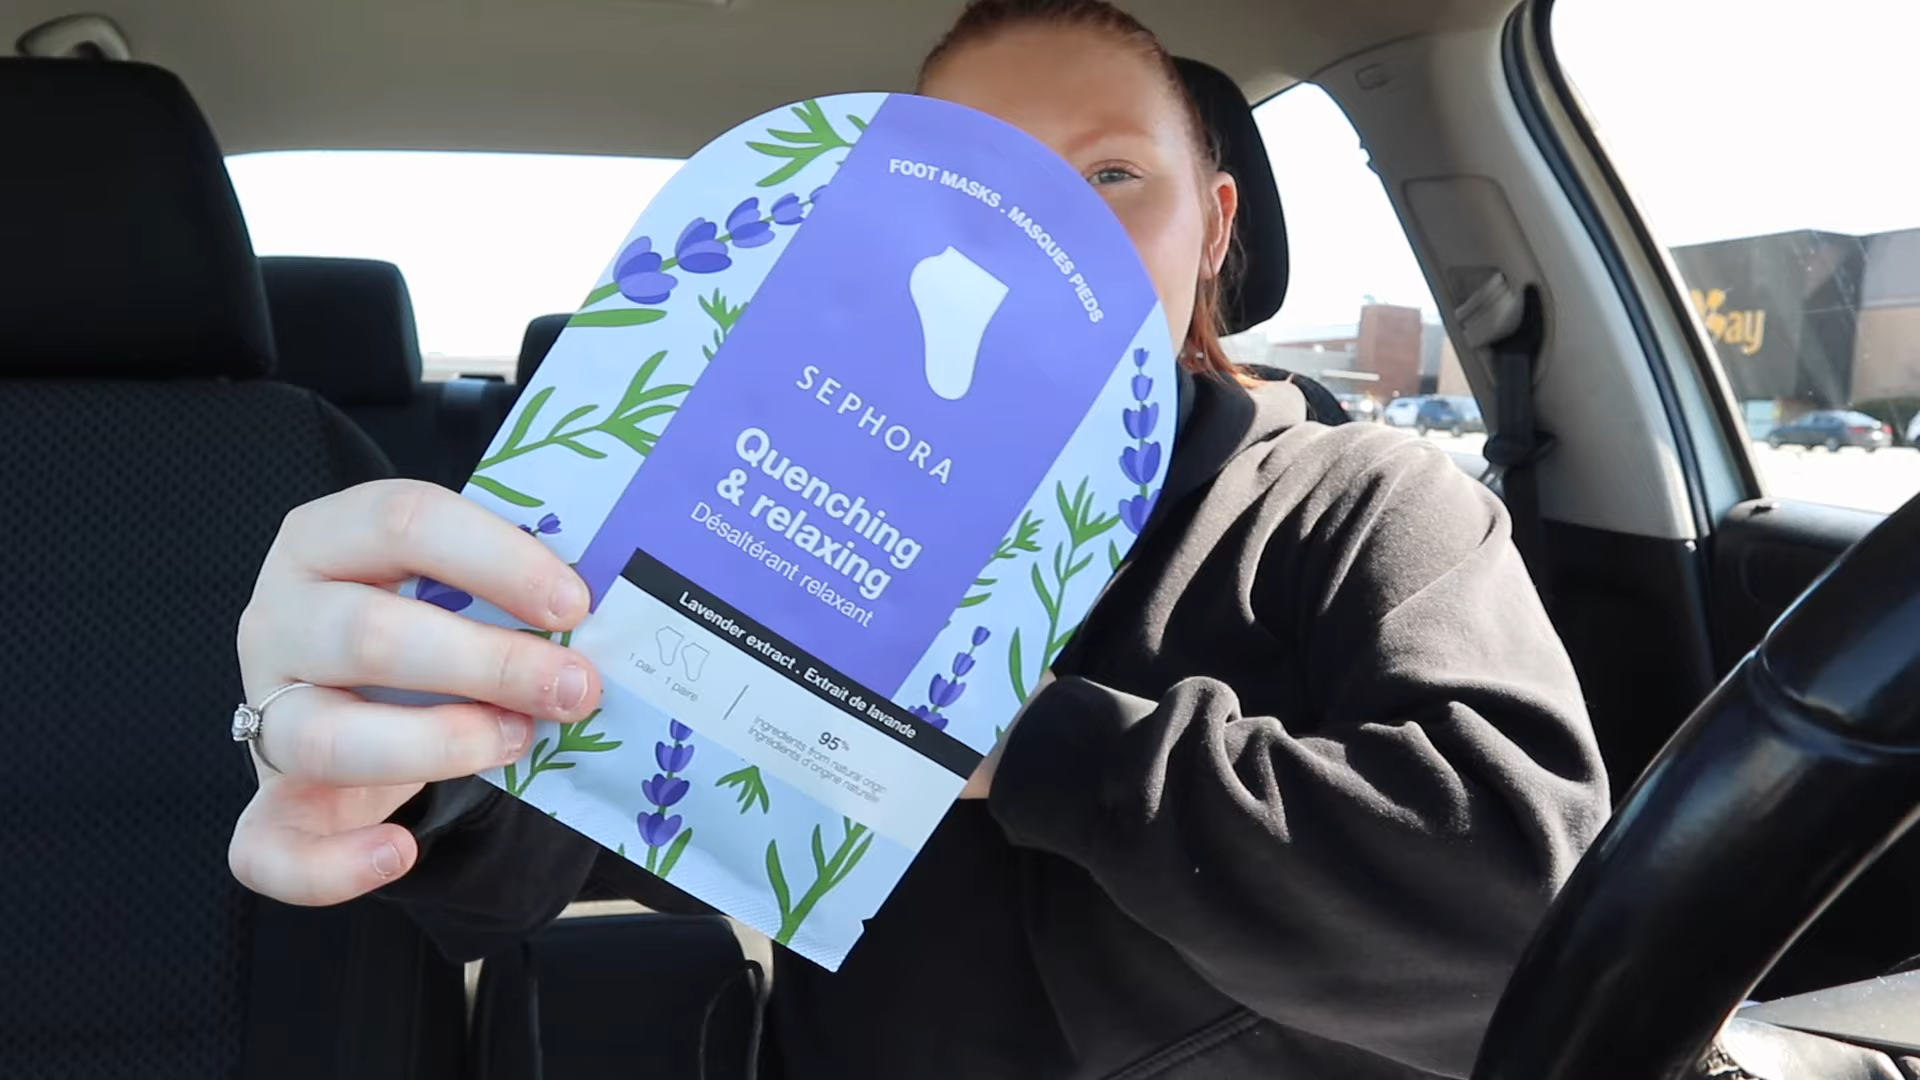 FOOT MASKS . MASQUES PIEDS
SEPHORA
Quenching
& relaxing
Désaltérant relaxant
Lavender extract . Extrait de lavande
1 pair . 1 paire
95%
Ingredients from natural origin
Ingrédients d'origine naturelle